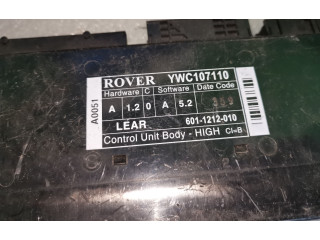 ROVER YWC107110
Hardware C Software Date Code
A 1.2 0 A 5.2
LEAR 601-1212-010
Control Unit Body - HIGH CI=B
A0051